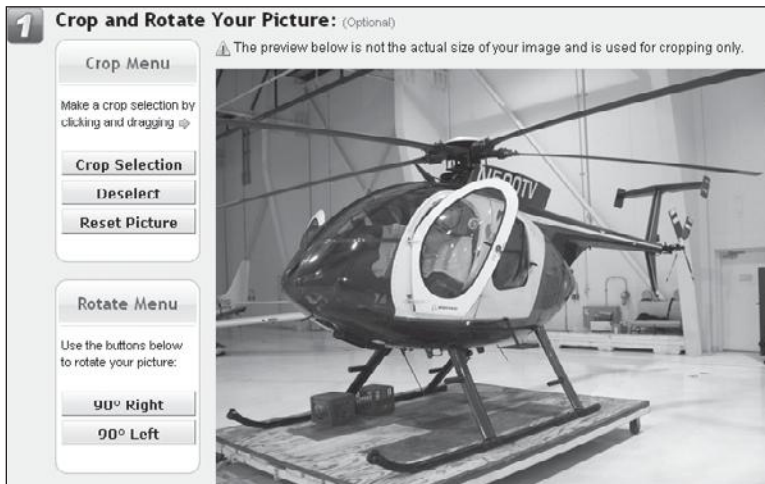 1 Crop and Rotate Your Picture: (Optional)
The preview below is not the actual size of your image and is used for cropping only.
Crop Menu
Make a crop selection by
clicking and dragging
Crop Selection
Deselect
Reset Picture
Rotate Menu
Use the buttons below
to rotate your picture:
90° Right
90° Left
N500TV